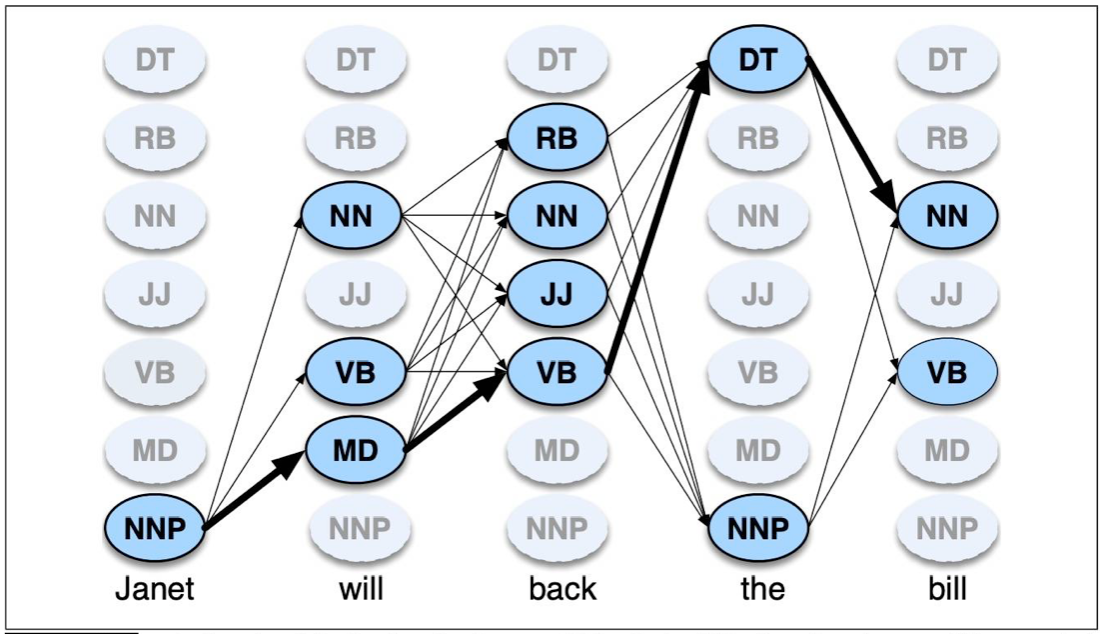 DT DT DT DT DT
RB RB RB RB RB
NN NN NN NN NN
JJ JJ JJ JJ JJ
VB VB VB VB VB
MD MD MD MD MD
NNP NNP NNP NNP NNP
Janet will back the bill